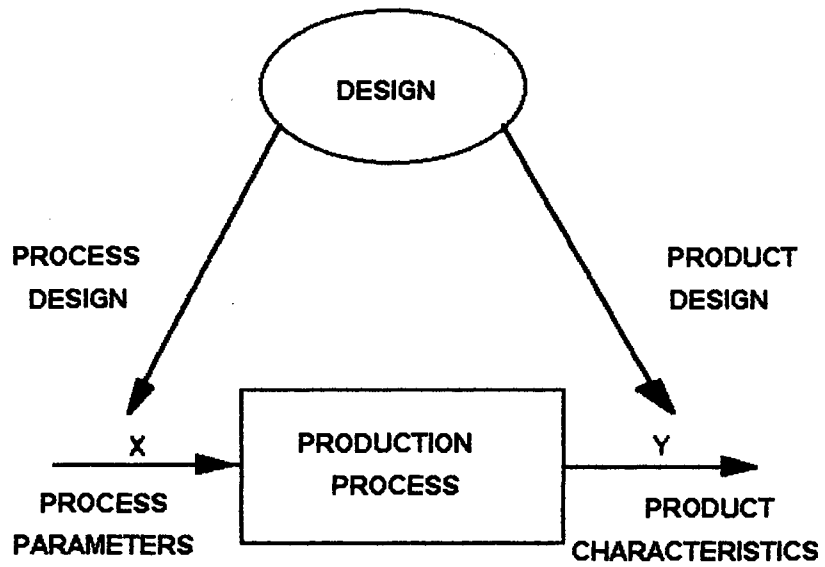 DESIGN
PROCESS
DESIGN
PRODUCT
DESIGN
X
PRODUCTION
PROCESS
Y
PROCESS
PARAMETERS
PRODUCT
CHARACTERISTICS